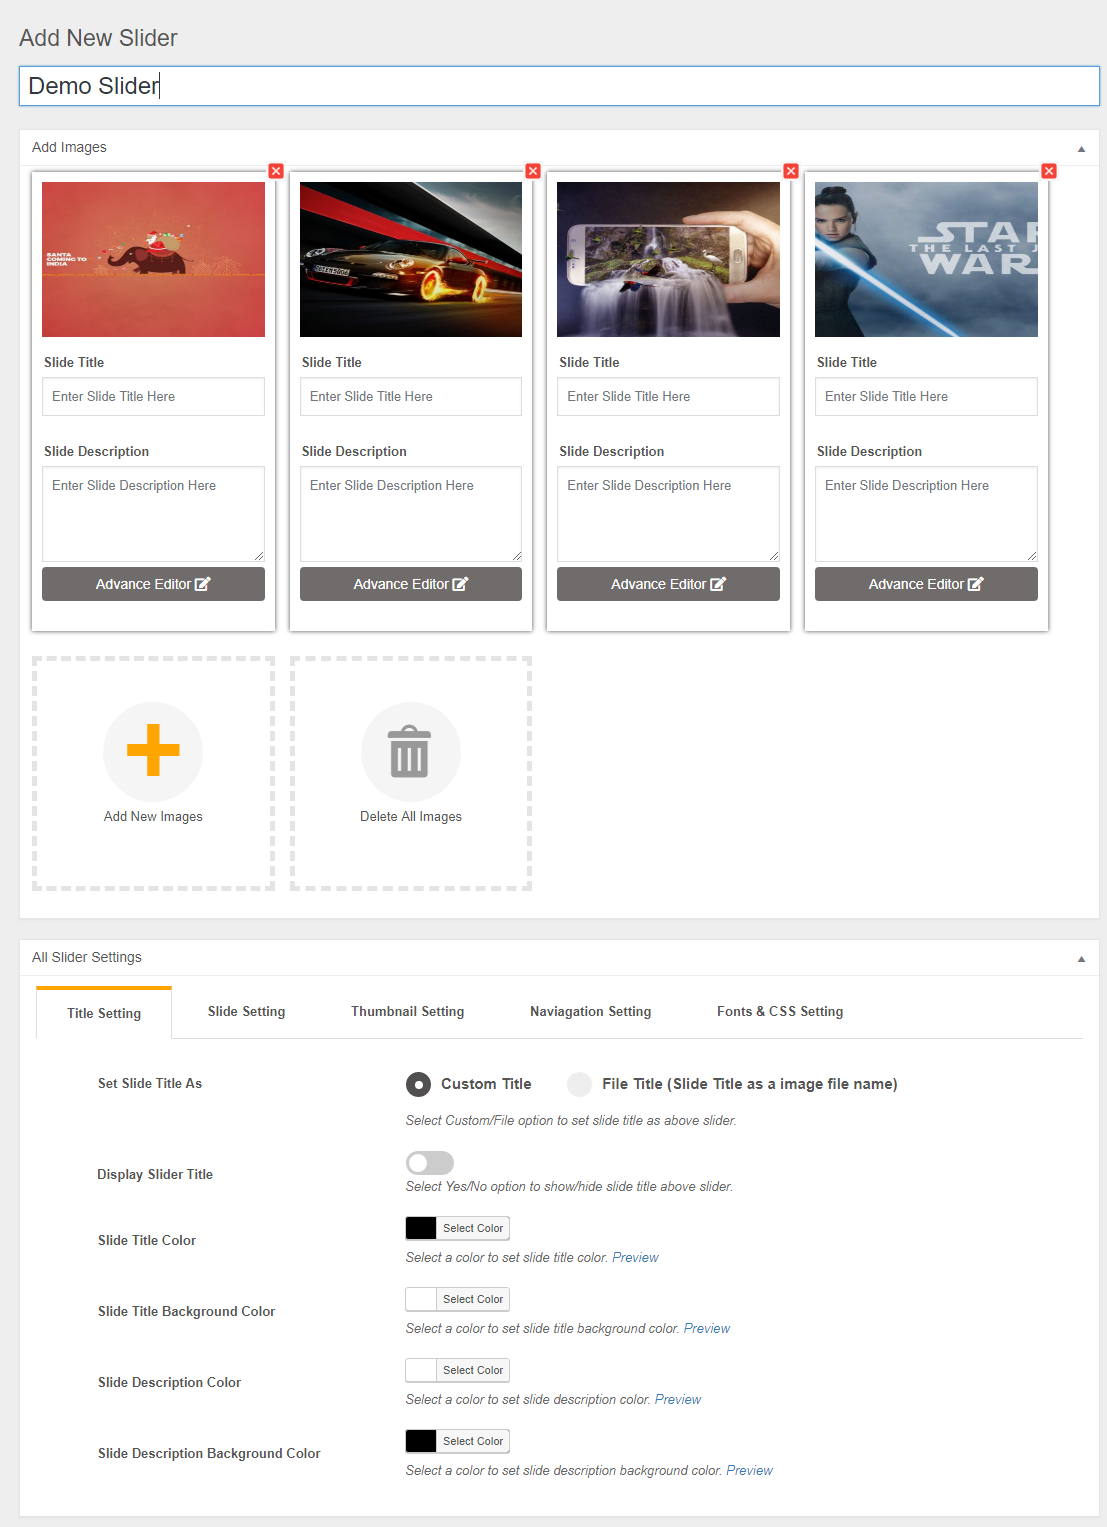 Add New Slider
Demo Slider
Add Images
SANTA
COMING TO
INDIA
STAR
THE LAST J
WAR
Slide Title
Slide Title
Slide Title
Slide Title
Enter Slide Title Here
Enter Slide Title Here
Enter Slide Title Here
Enter Slide Title Here
Slide Description
Slide Description
Slide Description
Slide Description
Enter Slide Description Here
Enter Slide Description Here
Enter Slide Description Here
Enter Slide Description Here
Advance Editor
Advance Editor
Advance Editor
Advance Editor
Add New Images
Delete All Images
All Slider Settings
Title Setting
Slide Setting
Thumbnail Setting
Naviagation Setting
Fonts & CSS Setting
Set Slide Title As
Custom Title
File Title (Slide Title as a image file name)
Select Custom/File option to set slide title as above slider.
Display Slider Title
Select Yes/No option to show/hide slide title above slider.
Slide Title Color
Select Color
Select a color to set slide title color. Preview
Slide Title Background Color
Select Color
Select a color to set slide title background color. Preview
Slide Description Color
Select Color
Select a color to set slide description color. Preview
Slide Description Background Color
Select Color
Select a color to set slide description background color. Preview